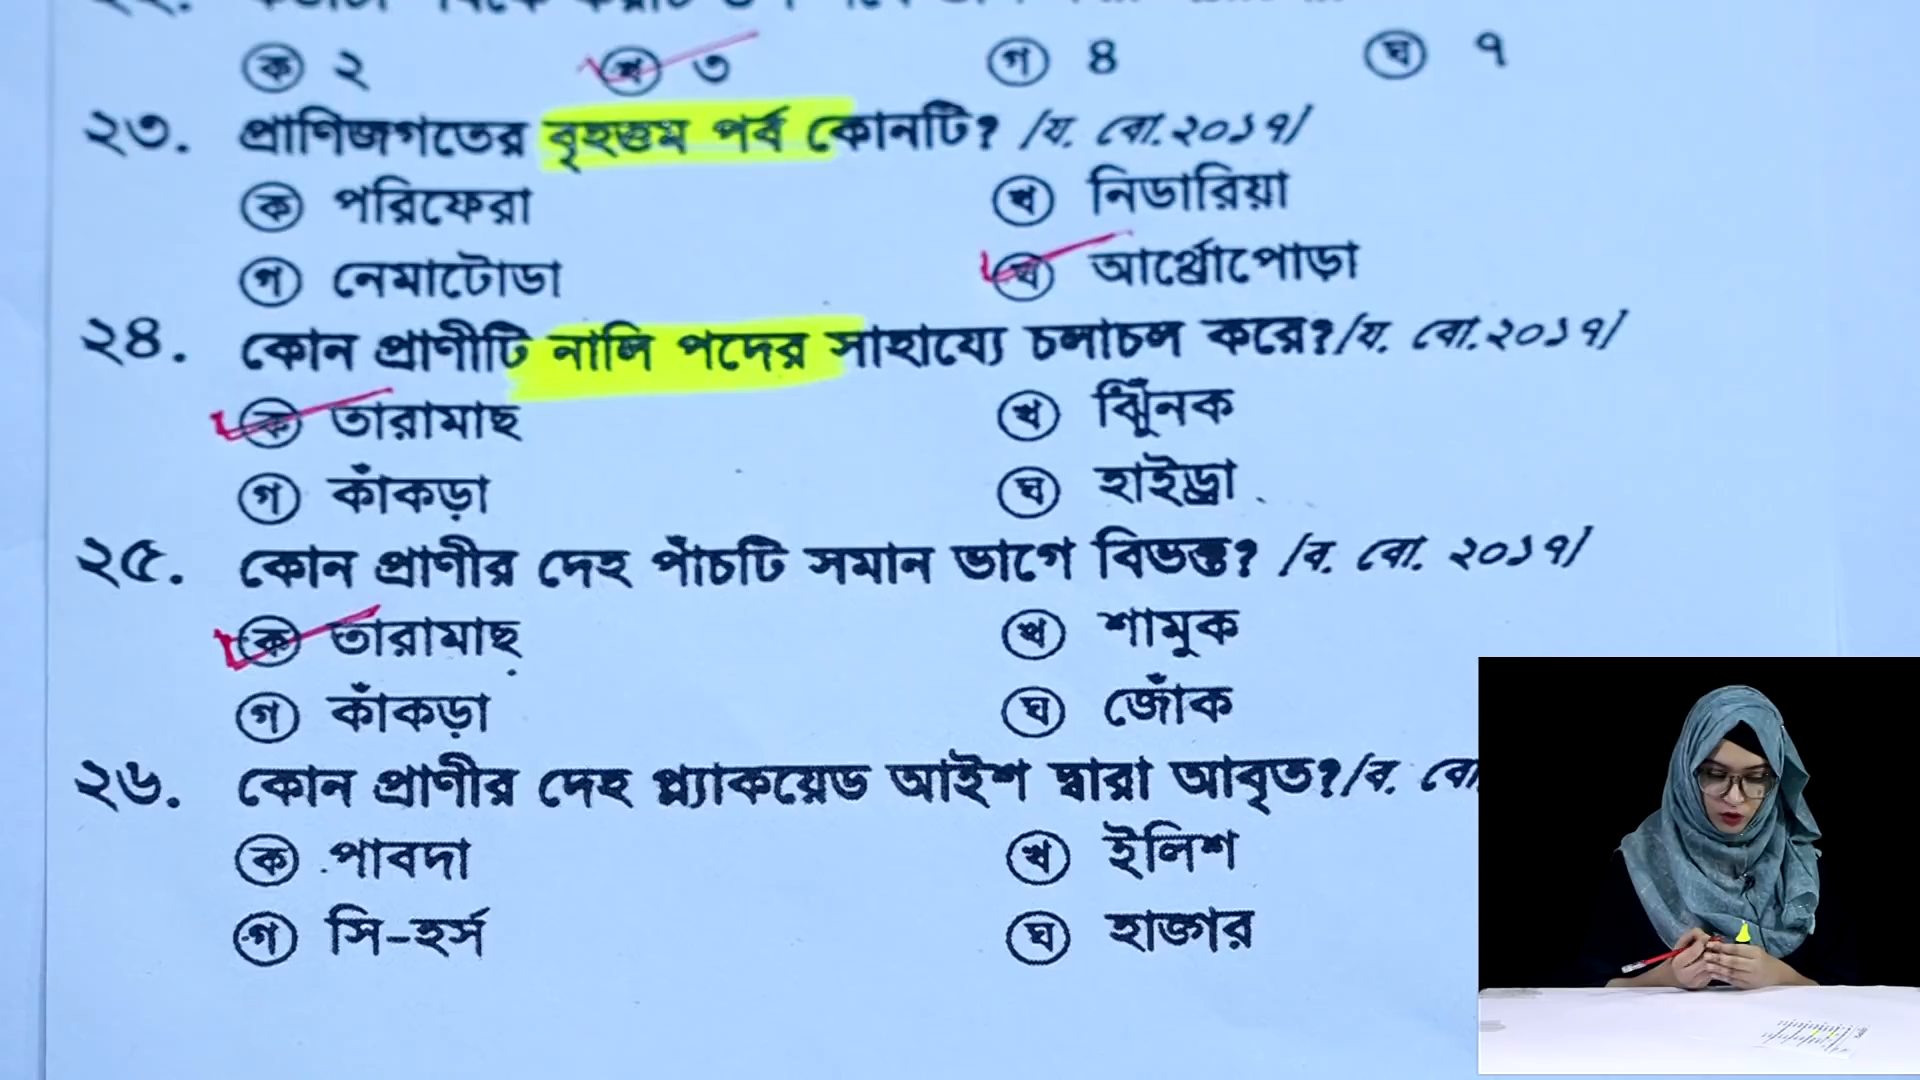 ক ২ খ ৩ গ ৪ ঘ ৭
২৩. প্রাণিজগতের বৃহত্তম পর্ব কোনটি? /য. বো.২০১৭/
ক পরিফেরা খ নিডারিয়া
গ নেমাটোডা ঘ আর্থ্রোপোড়া
২৪. কোন প্রাণীটি নালি পদের সাহায্যে চলাচল করে?/য. বো.২০১৭/
ক তারামাছ খ ঝিঁনুক
গ কাঁকড়া ঘ হাইড্রা
২৫. কোন প্রাণীর দেহ পাঁচটি সমান ভাগে বিভক্ত? /ব. বো. ২০১৭/
ক তারামাছ খ শামুক
গ কাঁকড়া ঘ জোঁক
২৬. কোন প্রাণীর দেহ প্ল্যাকয়েড আইশ দ্বারা আবৃত?/ব. বো
ক পাবদা খ ইলিশ
গ সি-হর্স ঘ হাঙ্গার